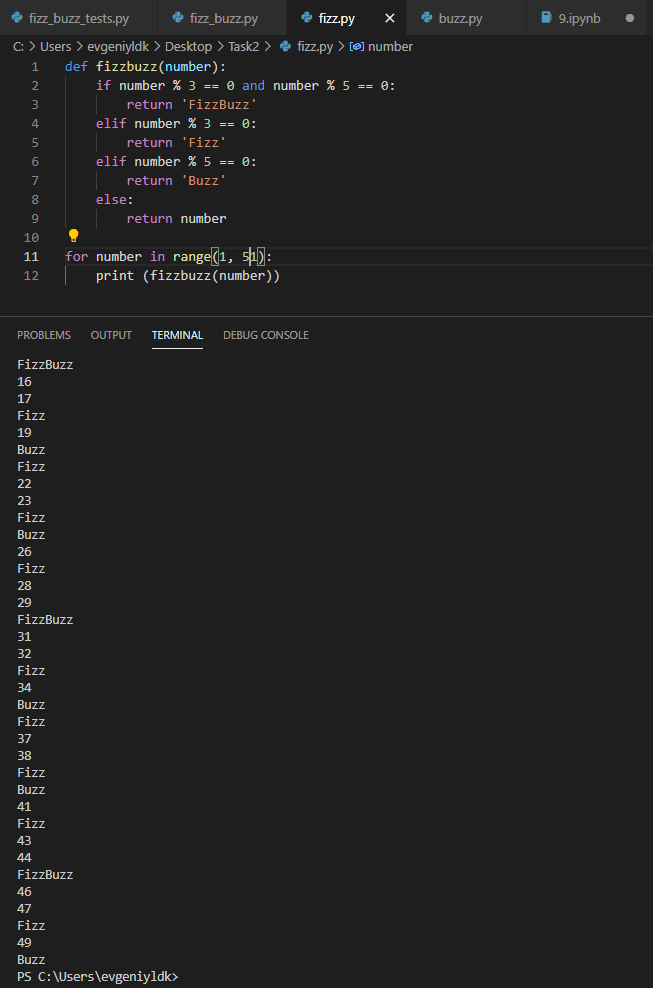 fizz_buzz_tests.py fizz_buzz.py fizz.py buzz.py 9.ipynb
C: > Users > evgeniyldk > Desktop > Task2 > fizz.py > number
1 def fizzbuzz(number):
2     if number % 3 == 0 and number % 5 == 0:
3         return 'FizzBuzz'
4     elif number % 3 == 0:
5         return 'Fizz'
6     elif number % 5 == 0:
7         return 'Buzz'
8     else:
9         return number
10
11 for number in range(1, 51):
12     print (fizzbuzz(number))
PROBLEMS OUTPUT TERMINAL DEBUG CONSOLE
FizzBuzz
16
17
Fizz
19
Buzz
Fizz
22
23
Fizz
Buzz
26
Fizz
28
29
FizzBuzz
31
32
Fizz
34
Buzz
Fizz
37
38
Fizz
Buzz
41
Fizz
43
44
FizzBuzz
46
47
Fizz
49
Buzz
PS C:\Users\evgeniyldk>